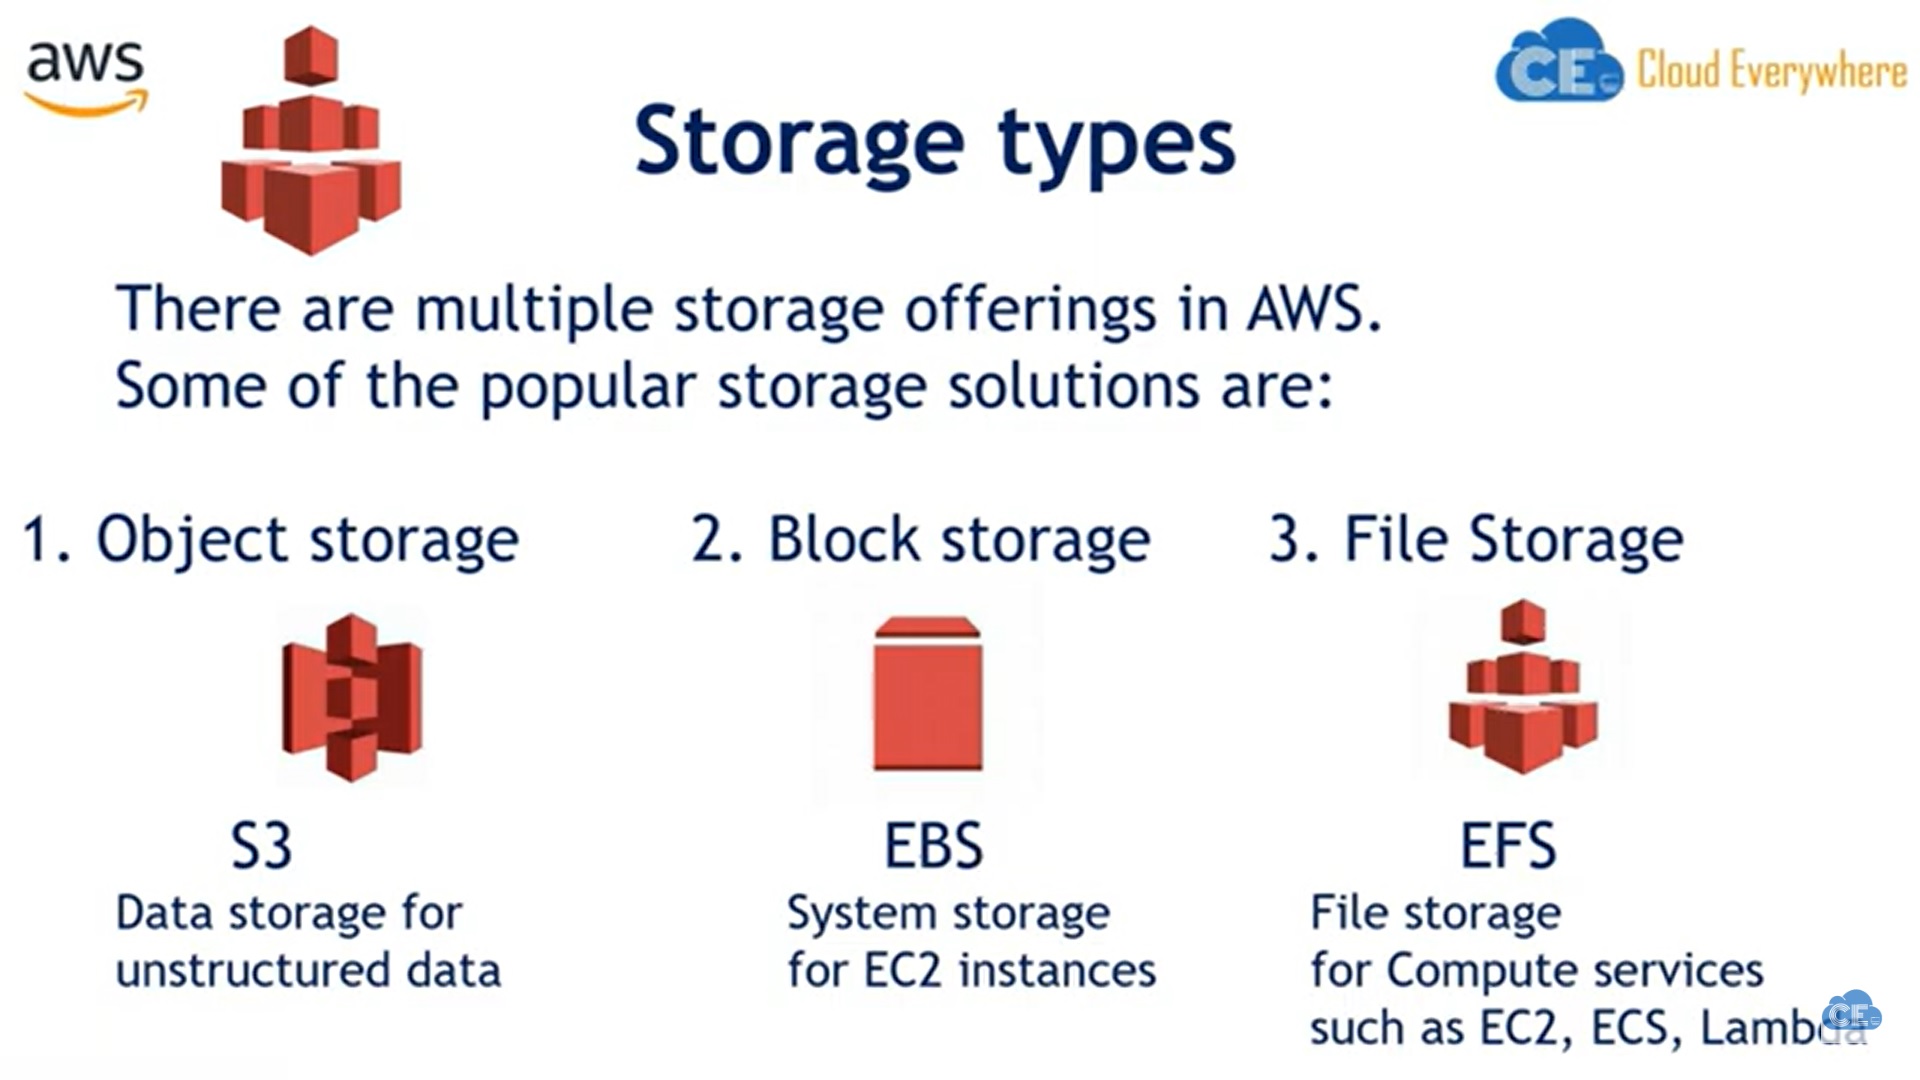 aws
CE
Cloud Everywhere
Storage types
There are multiple storage offerings in AWS.
Some of the popular storage solutions are:
1. Object storage
2. Block storage
3. File Storage
S3
EBS
EFS
Data storage for
unstructured data
System storage
for EC2 instances
File storage
for Compute services
such as EC2, ECS, Lambda
CE